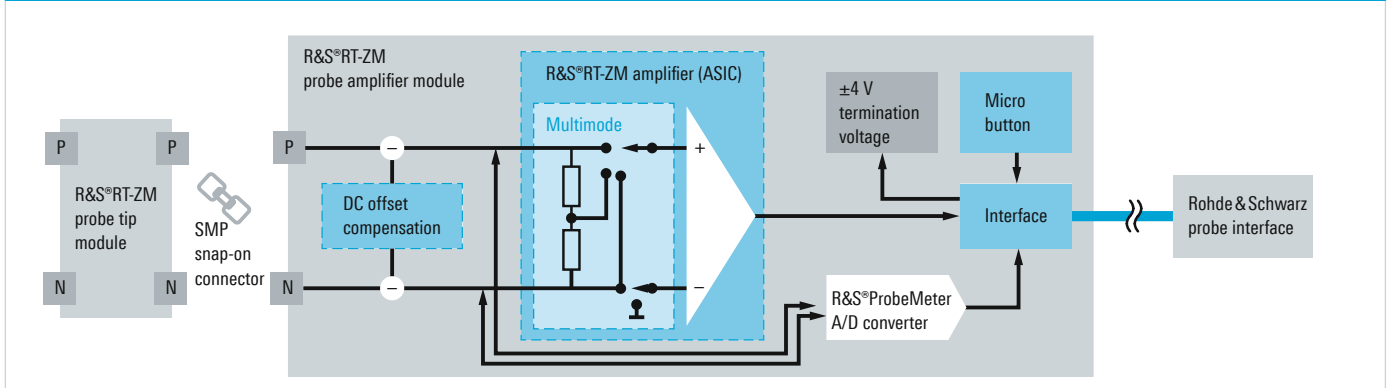 R&S®RT-ZM
probe amplifier module
R&S®RT-ZM amplifier (ASIC)
Multimode
±4 V
termination
voltage
Micro
button
P
P
P
N
N
N
R&S®RT-ZM
probe tip
module
SMP
snap-on
connector
–
DC offset
compensation
–
+
–
Interface
Rohde & Schwarz
probe interface
R&S®ProbeMeter
A/D converter